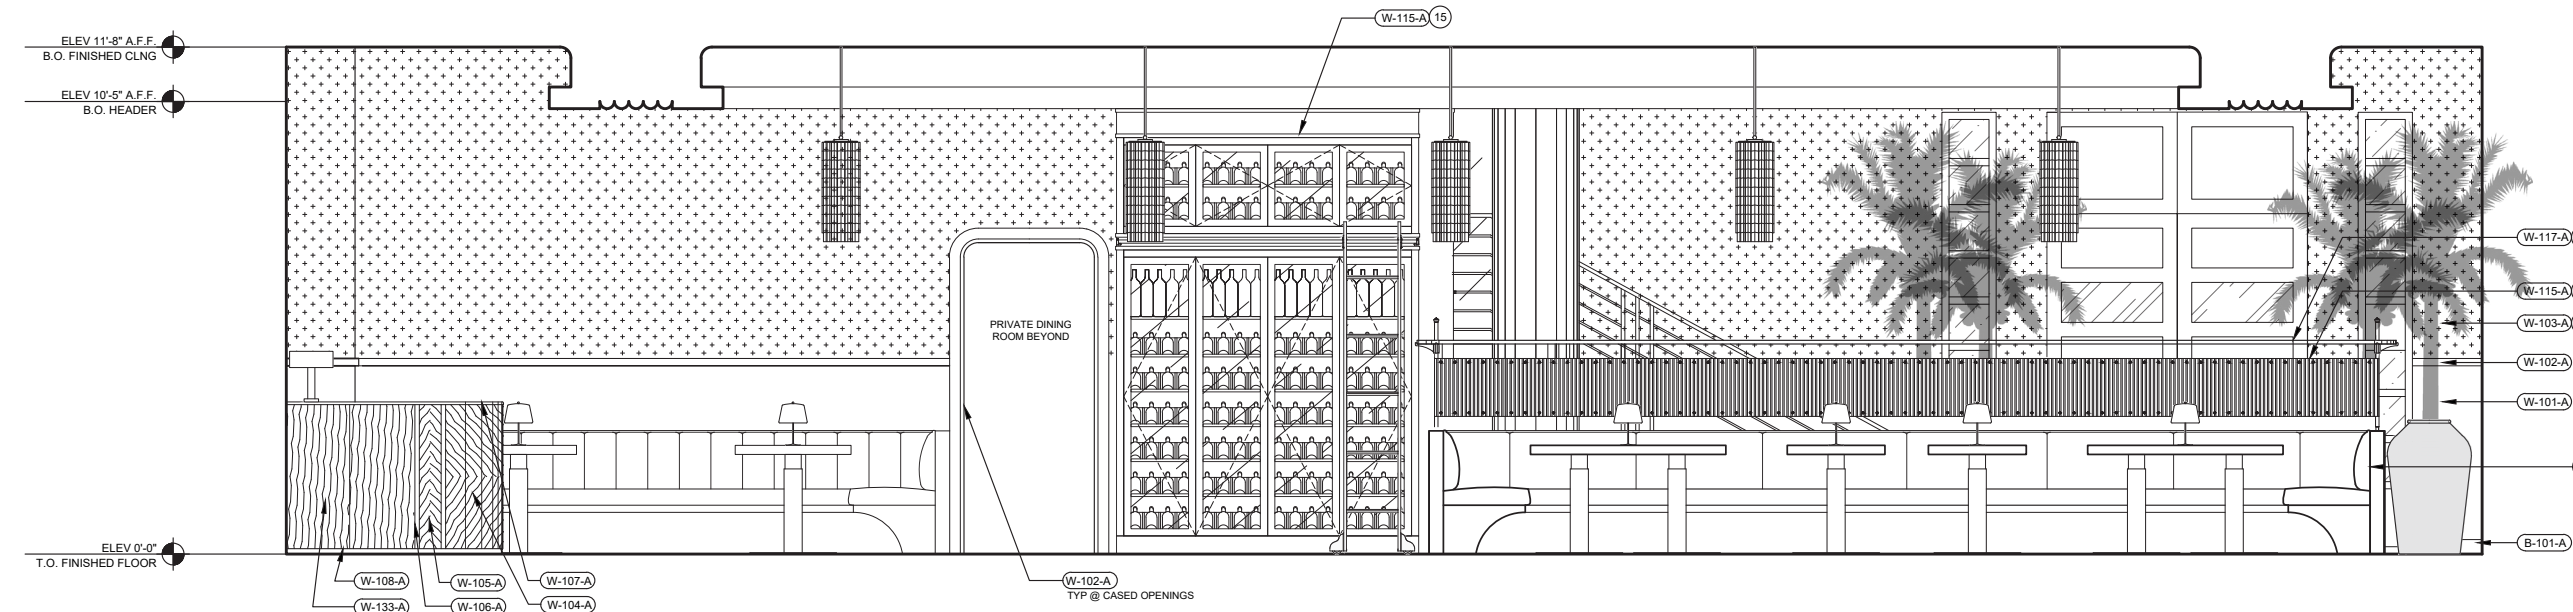 W-115-A 15
ELEV 11'-8" A.F.F.
B.O. FINISHED CLNG
ELEV 10'-5" A.F.F.
B.O. HEADER
W-117-A
W-115-A
PRIVATE DINING
ROOM BEYOND
W-103-A
W-102-A
W-101-A
ELEV 0'-0"
T.O. FINISHED FLOOR
B-101-A
W-108-A
W-105-A
W-107-A
W-102-A
TYP @ CASED OPENINGS
W-133-A
W-106-A
W-104-A